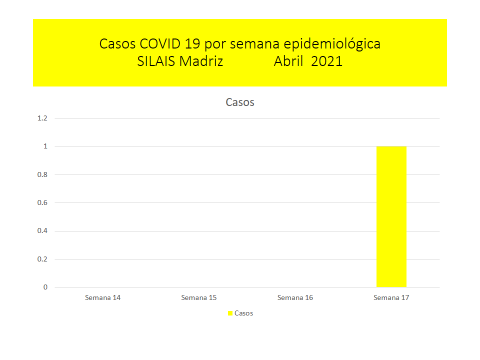 Casos COVID 19 por semana epidemiológica
SILAIS Madriz Abril 2021
Casos
1.2
1
0.8
0.6
0.4
0.2
0
Semana 14 Semana 15 Semana 16 Semana 17
Casos